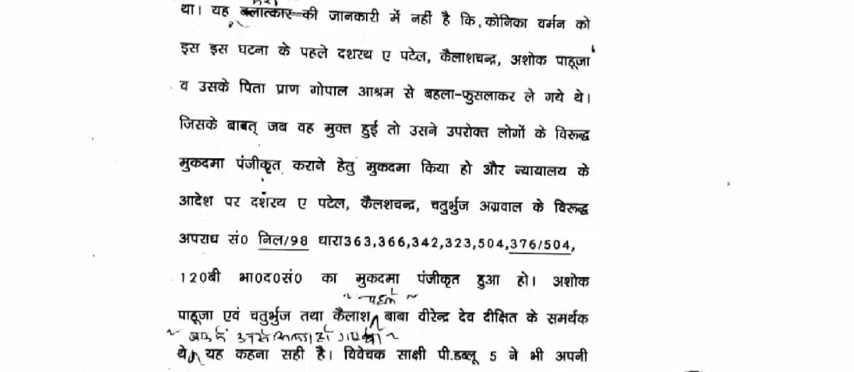 था। यह की जानकारी में नहीं है कि, कोनिका बर्मन को
इस इस घटना के पहले दशरथ ए पटेल, कैलाशचन्द्र, अशोक पाहूजा
व उसके पिता प्राण गोपाल आश्रम से बहला-फुसलाकर ले गये थे।
जिसके बाबत् जब वह मुक्त हुई तो उसने उपरोक्त लोगों के विरूद्ध
मुकदमा पंजीकृत कराने हेतु मुकदमा किया हो और न्यायालय के
आदेश पर दशरथ ए पटेल, कैलशचन्द्र, चतुर्भुज अग्रवाल के विरूद्ध
अपराध सं0 निल/98 धारा363,366,342,323,504,376/504,
120बी भा0द0सं0 का मुकदमा पंजीकृत हुआ हो। अशोक
पहले
पाहूजा एवं चतुर्भुज तथा कैलाश बाबा वीरेन्द्र देव दीक्षित के समर्थक
थे यह कहना सही है। विवेचक साक्षी पी.डब्लू 5 ने भी अपनी